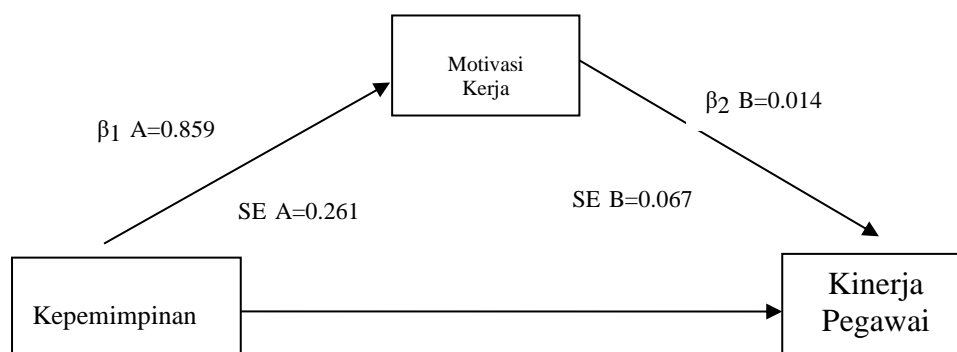 Motivasi
Kerja
β1 A=0.859
β2 B=0.014
SE A=0.261
SE B=0.067
Kepemimpinan
Kinerja
Pegawai